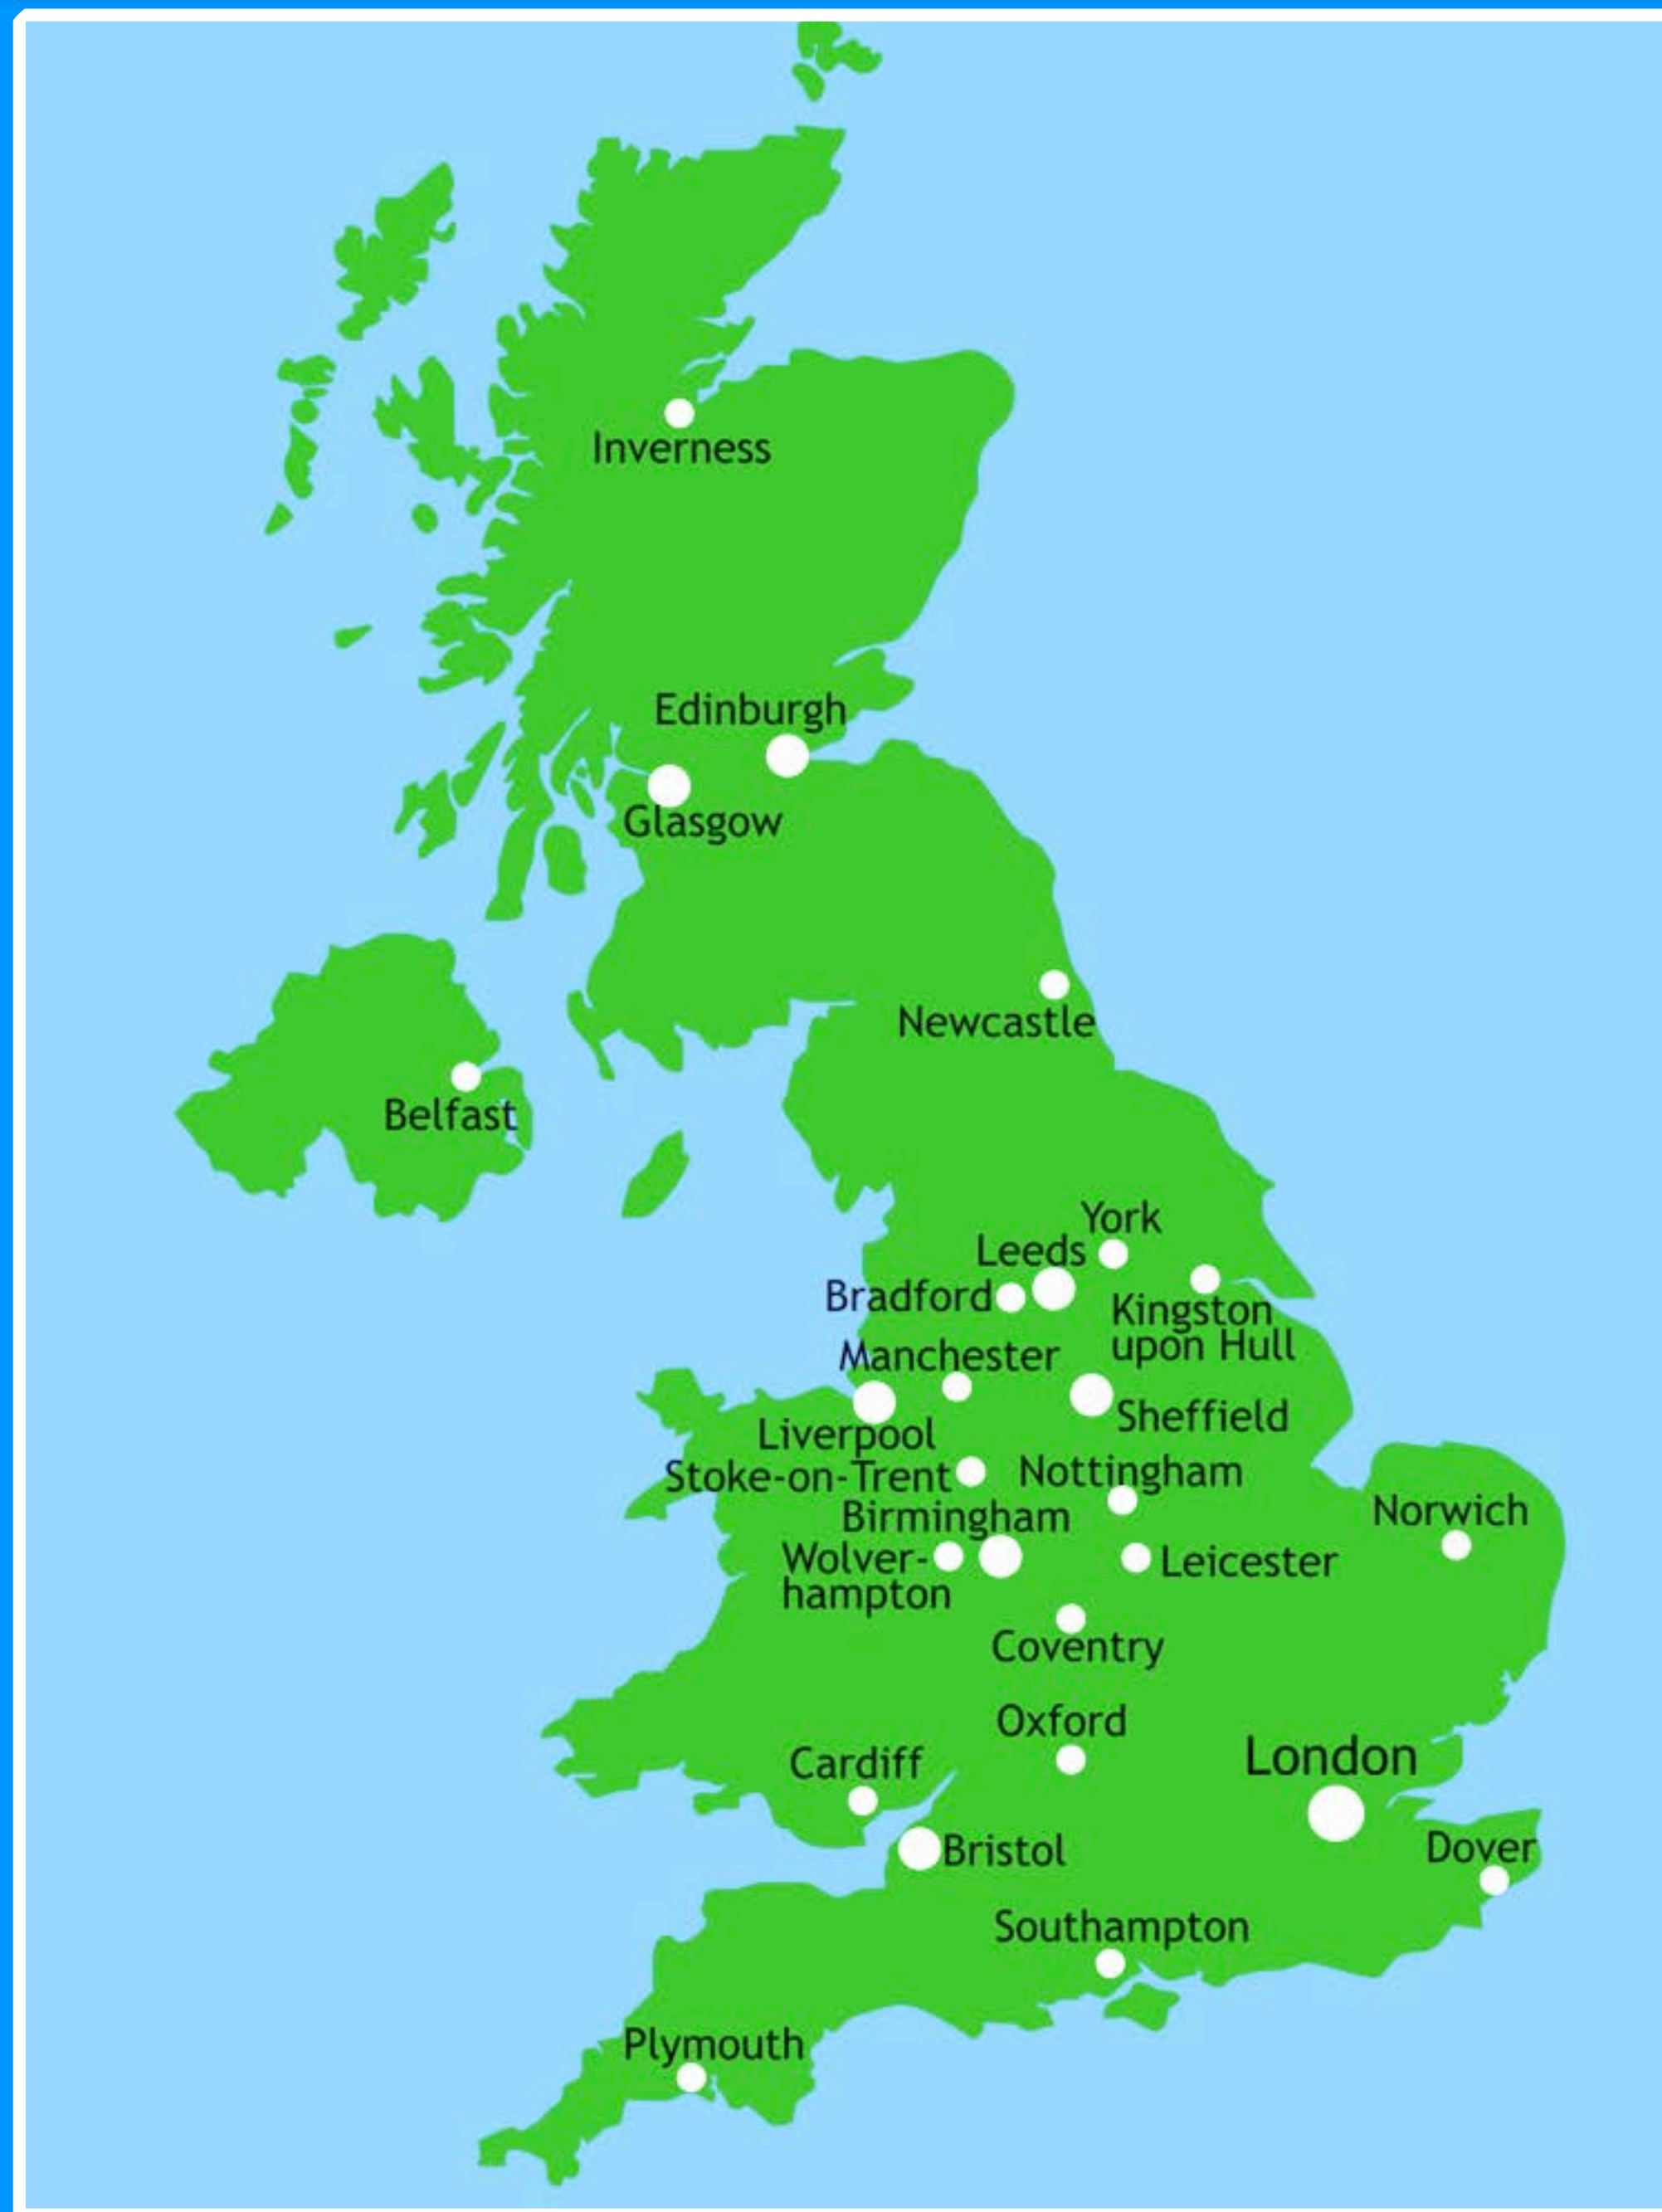 Inverness
Edinburgh
Glasgow
Newcastle
Belfast
York
Leeds
Bradford
Kingston
upon Hull
Manchester
Sheffield
Liverpool
Stoke-on-Trent
Nottingham
Birmingham
Norwich
Wolver-
hampton
Leicester
Coventry
Oxford
London
Cardiff
Bristol
Dover
Southampton
Plymouth